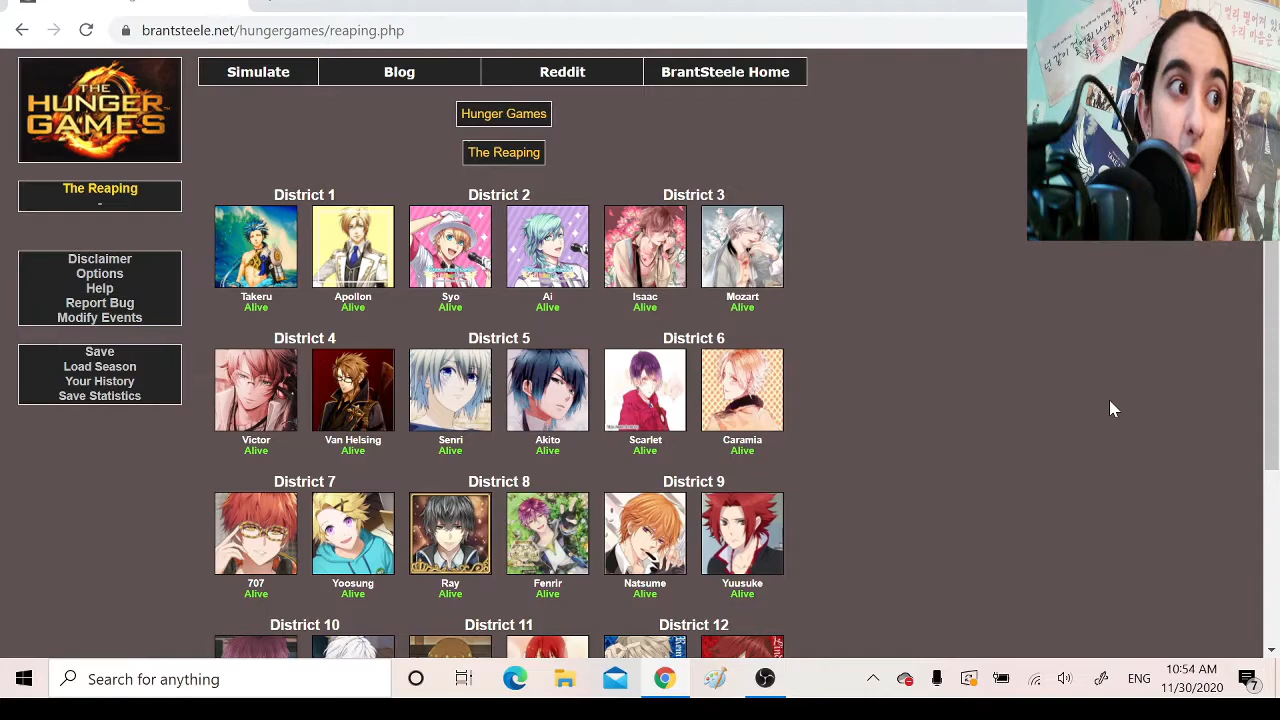 brantsteele.net/hungergames/reaping.php
THE
HUNGER
GAMES
Simulate Blog Reddit BrantSteele Home
Hunger Games
The Reaping
The Reaping
-
Disclaimer
Options
Help
Report Bug
Modify Events
Save
Load Season
Your History
Save Statistics
District 1 District 2 District 3
Takeru Apollon Syo Ai Isaac Mozart
Alive Alive Alive Alive Alive Alive
District 4 District 5 District 6
Victor Van Helsing Senri Akito Scarlet Caramia
Alive Alive Alive Alive Alive Alive
District 7 District 8 District 9
707 Yoosung Ray Fenrir Natsume Yuusuke
Alive Alive Alive Alive Alive Alive
District 10 District 11 District 12
Search for anything
ENG
10:54 AM
11/30/2020
7